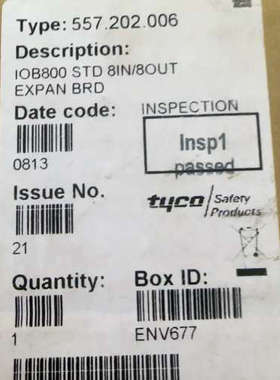 Type: 557.202.006
Description:
IOB800 STD 8IN/8OUT
EXPAN BRD
Date code:
INSPECTION
Insp1
passed
0813
Issue No.
tyco / Safety
Products
21
Quantity:
Box ID:
1
ENV677